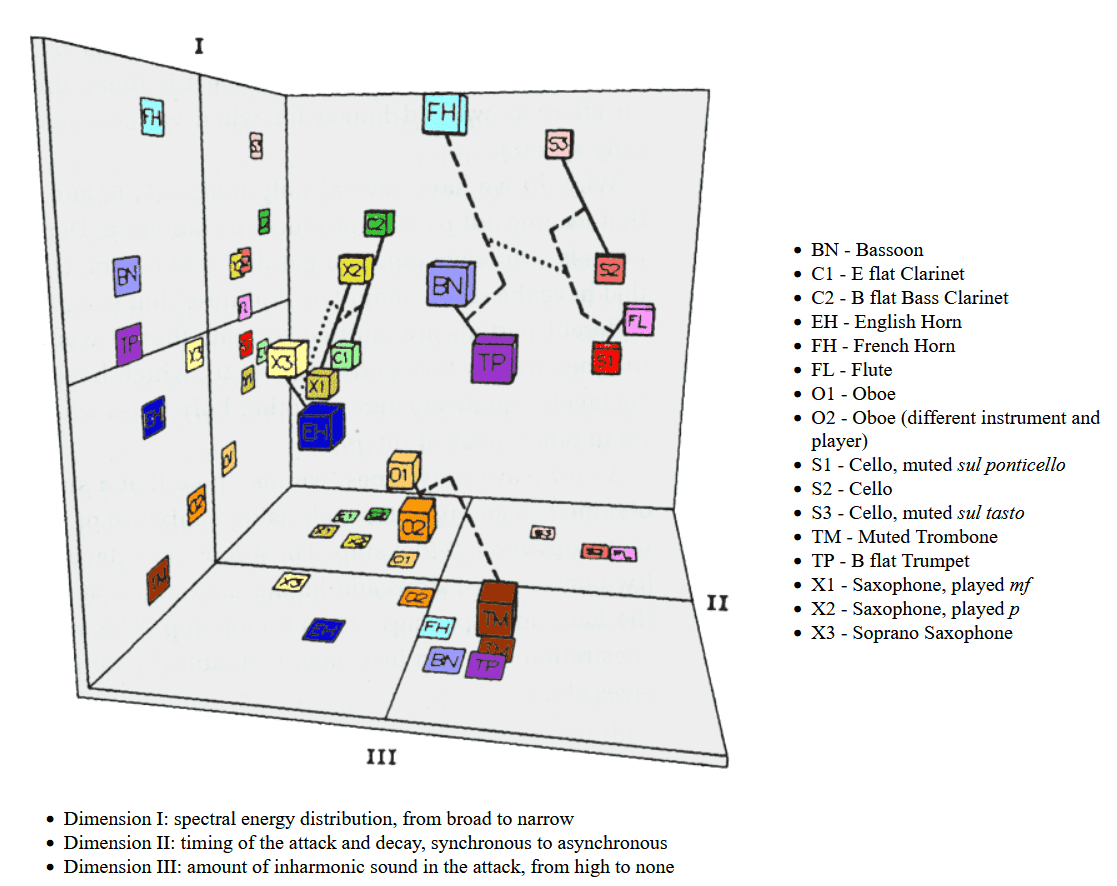 I
FH
FH
S3
S3
C2
X2
BN
BN
S2
FL
TP
TP
X3
X3
C1
S1
X1
EH
EH
O1
O1
O2
O2
C1
C2
X1
X2
S3
S2
FL
O1
X3
O2
TM
TM
TM
II
EH
FH
BN
TP
III
BN - Bassoon
C1 - E flat Clarinet
C2 - B flat Bass Clarinet
EH - English Horn
FH - French Horn
FL - Flute
O1 - Oboe
O2 - Oboe (different instrument and
player)
S1 - Cello, muted sul ponticello
S2 - Cello
S3 - Cello, muted sul tasto
TM - Muted Trombone
TP - B flat Trumpet
X1 - Saxophone, played mf
X2 - Saxophone, played p
X3 - Soprano Saxophone
Dimension I: spectral energy distribution, from broad to narrow
Dimension II: timing of the attack and decay, synchronous to asynchronous
Dimension III: amount of inharmonic sound in the attack, from high to none